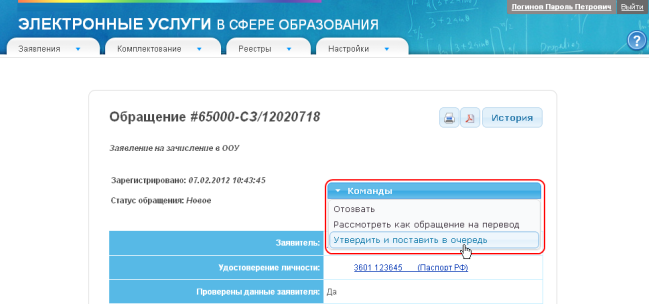 Логинов Пароль Петрович Выйти
ЭЛЕКТРОННЫЕ УСЛУГИ В СФЕРЕ ОБРАЗОВАНИЯ
Заявления Комплектование Реестры Настройки ?
Обращение #65000-СЗ/12020718 История
Заявление на зачисление в ООУ
Зарегистрировано: 07.02.2012 10:43:45
Команды
Статус обращения: Новое
Отозвать
Рассмотреть как обращение на перевод
Утвердить и поставить в очередь
Заявитель:
Удостоверение личности: 3601 123645 (Паспорт РФ)
Проверены данные заявителя: Да